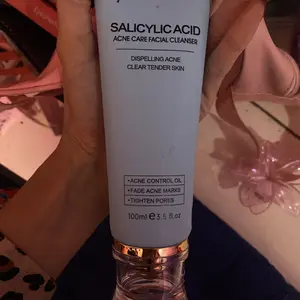 SALICYLIC ACID
ACNE CARE FACIAL CLEANSER
DISPELLING ACNE
CLEAR TENDER SKIN
•ACNE CONTROL OIL
•FADE ACNE MARKS
•TIGHTEN PORES
100ml ℮ 3.5 fl.oz